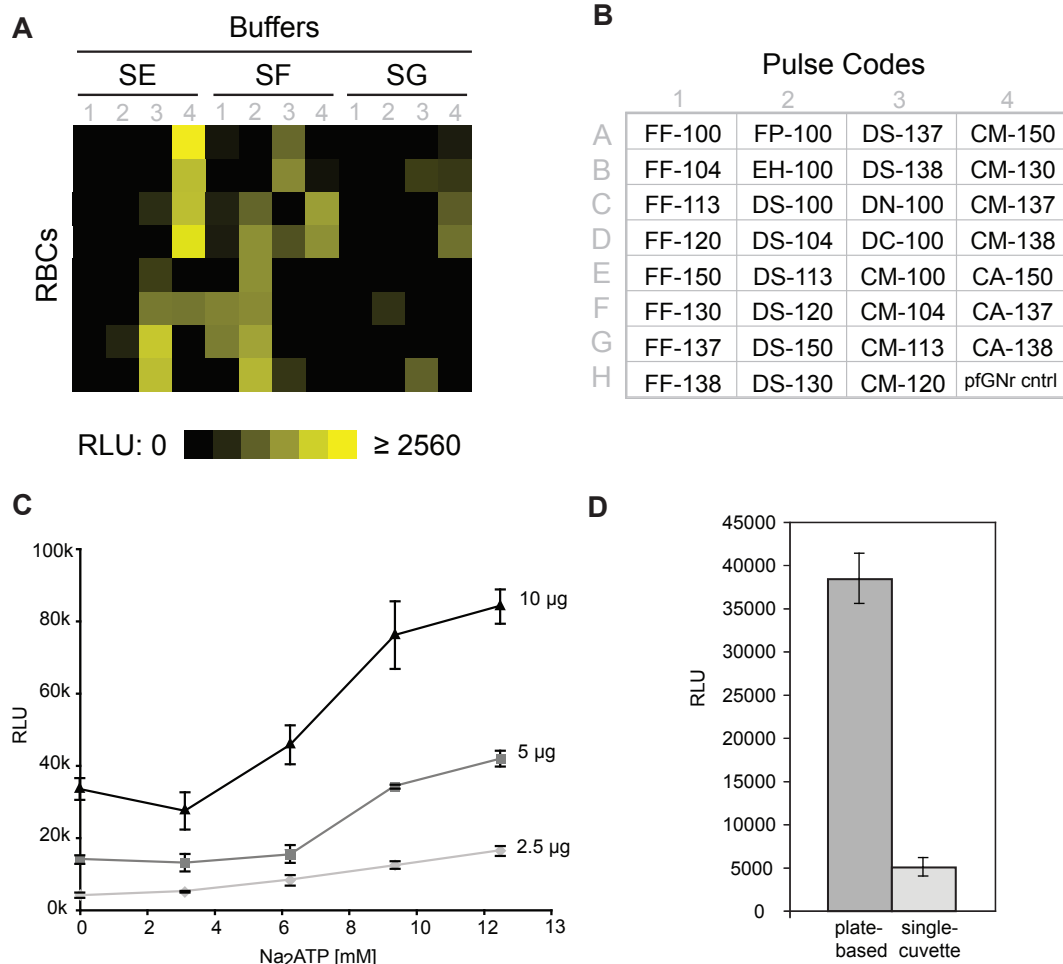 A
Buffers
SE SF SG
1 2 3 4 1 2 3 4 1 2 3 4
RBCs
RLU: 0 ≥ 2560
B
Pulse Codes
1 2 3 4
A FF-100 FP-100 DS-137 CM-150
B FF-104 EH-100 DS-138 CM-130
C FF-113 DS-100 DN-100 CM-137
D FF-120 DS-104 DC-100 CM-138
E FF-150 DS-113 CM-100 CA-150
F FF-130 DS-120 CM-104 CA-137
G FF-137 DS-150 CM-113 CA-138
H FF-138 DS-130 CM-120 pfGNr cntrl
C
100k
80k
60k
40k
20k
0k
RLU
10 µg
5 µg
2.5 µg
0 2 4 6 8 10 12 13
Na₂ATP [mM]
D
45000
40000
35000
30000
25000
20000
15000
10000
5000
0
RLU
plate-based
single-cuvette